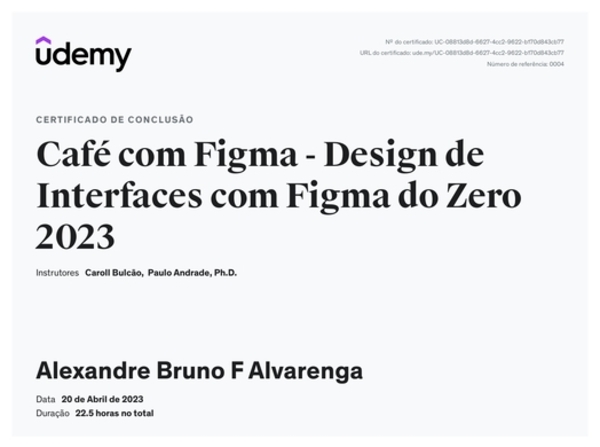 udemy
Nº do certificado: UC-08813d8d-6627-4cc2-9622-bf70d843cb77
URL do certificado: ude.my/UC-08813d8d-6627-4cc2-9622-bf70d843cb77
Número de referência: 0004
CERTIFICADO DE CONCLUSÃO
Café com Figma - Design de
Interfaces com Figma do Zero
2023
Instrutores Caroll Bulcão, Paulo Andrade, Ph.D.
Alexandre Bruno F Alvarenga
Data 20 de Abril de 2023
Duração 22.5 horas no total